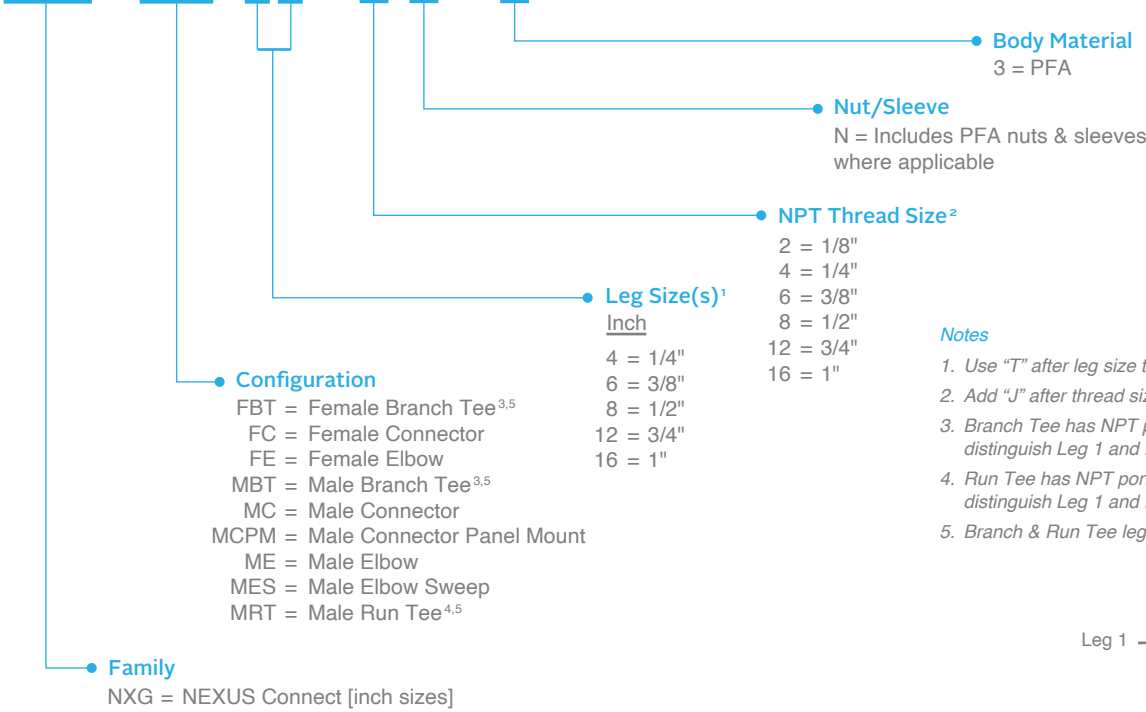 Body Material
3 = PFA
Nut/Sleeve
N = Includes PFA nuts & sleeves
where applicable
NPT Thread Size²
2 = 1/8"
4 = 1/4"
6 = 3/8"
8 = 1/2"
12 = 3/4"
16 = 1"
Leg Size(s)¹
Inch
4 = 1/4"
6 = 3/8"
8 = 1/2"
12 = 3/4"
16 = 1"
Configuration
FBT = Female Branch Tee³,⁵
FC = Female Connector
FE = Female Elbow
MBT = Male Branch Tee³,⁵
MC = Male Connector
MCPM = Male Connector Panel Mount
ME = Male Elbow
MES = Male Elbow Sweep
MRT = Male Run Tee⁴,⁵
Family
NXG = NEXUS Connect [inch sizes]
Notes
1. Use “T” after leg size
2. Add “J” after thread
3. Branch Tee has NPT
distinguish Leg 1 and
4. Run Tee has NPT
distinguish Leg 1 and
5. Branch & Run Tee leg
Leg 1